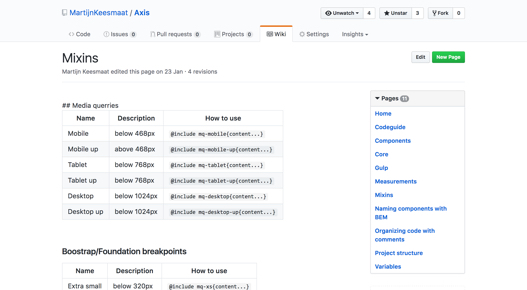 MartijnKeesmaat / Axis
Unwatch 4 Unstar 3 Fork 0
Code Issues 0 Pull requests 0 Projects 0 Wiki Settings Insights
Mixins
Edit New Page
Martijn Keesmaat edited this page on 23 Jan · 4 revisions
## Media querries
Name Description How to use
Mobile below 468px @include mq-mobile{content...}
Mobile up above 468px @include mq-mobile-up{content...}
Tablet below 768px @include mq-tablet{content...}
Tablet up below 768px @include mq-tablet-up{content...}
Desktop below 1024px @include mq-desktop{content...}
Desktop up below 1024px @include mq-desktop-up{content...}
Boostrap/Foundation breakpoints
Name Description How to use
Extra small below 320px @include mq-xs{content...}
Pages 11
Home
Codeguide
Components
Core
Gulp
Measurements
Mixins
Naming components with
BEM
Organizing code with
comments
Project structure
Variables